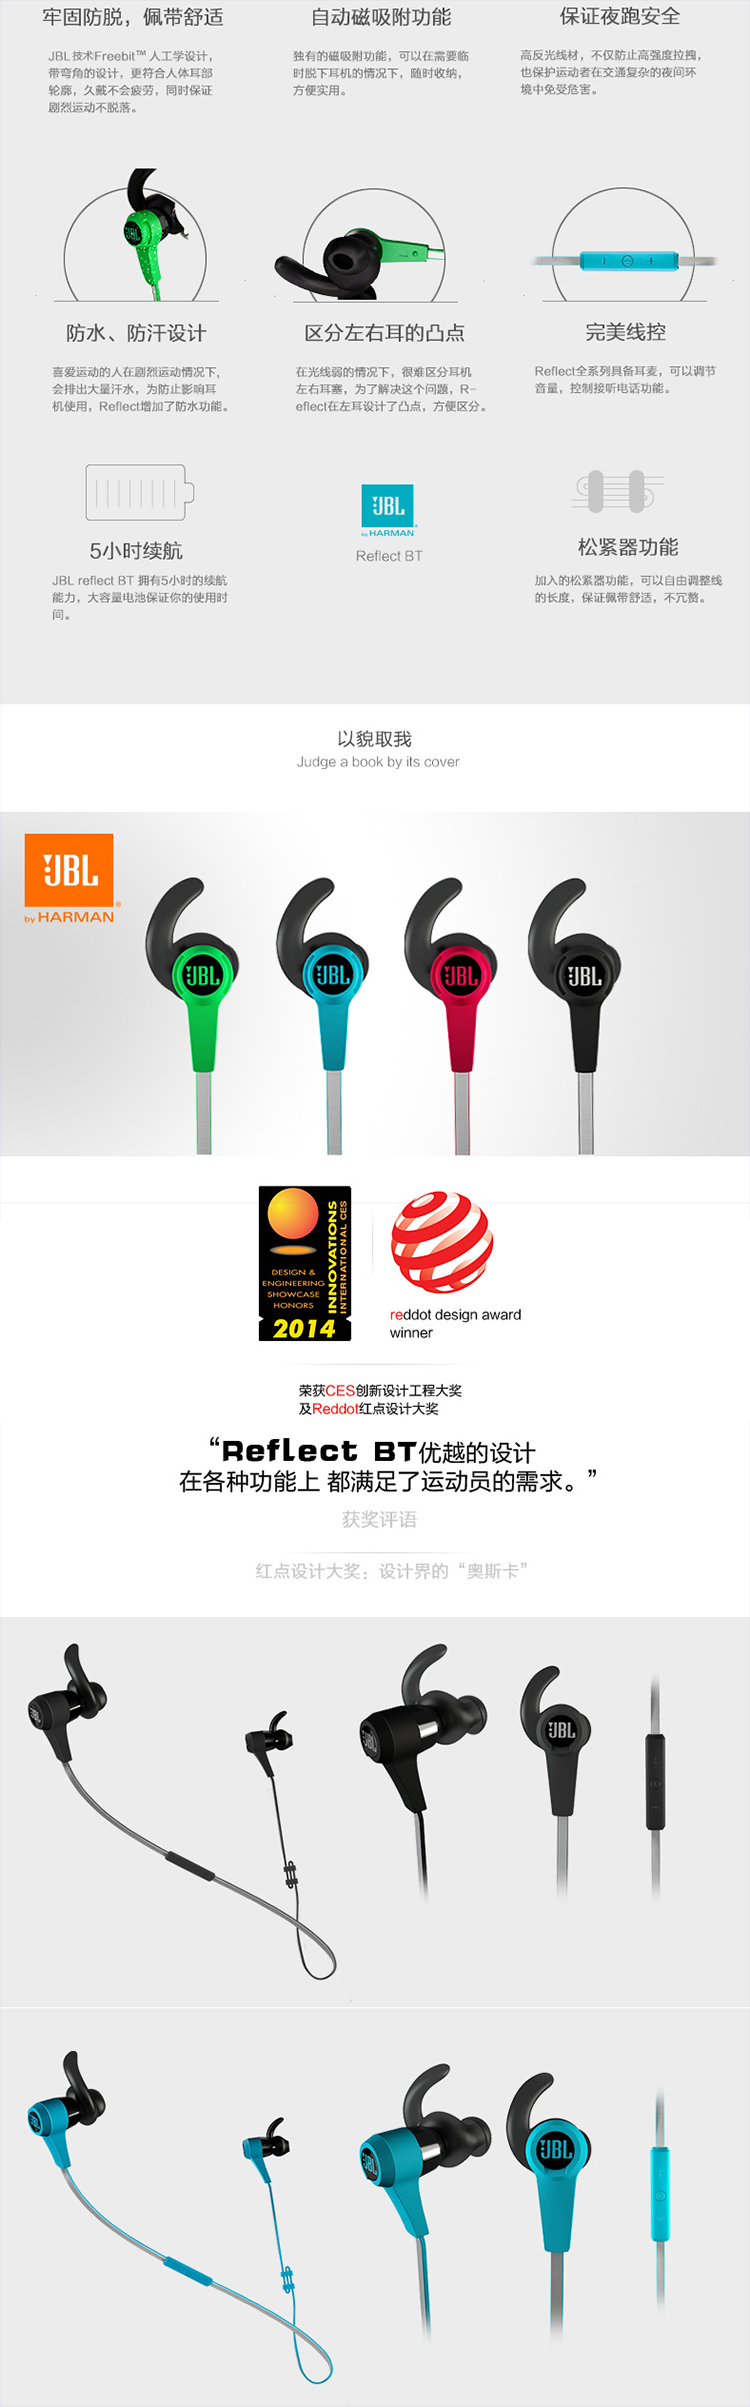 牢固防脱，佩带舒适
JBL技术Freebit™ 人工学设计，
带弯角的设计，更符合人体耳部
轮廓，久戴不会疲劳，同时保证
剧烈运动不脱落。
自动磁吸附功能
独有的磁吸附功能，可以在需要临
时脱下耳机的情况下，随时收纳，
方便实用。
保证夜跑安全
高反光线材，不仅防止高强度拉拽，
也保护运动者在交通复杂的夜间环
境中免受危害。
JBL
防水、防汗设计
喜爱运动的人在剧烈运动情况下，
会排出大量汗水，为防止影响耳
机使用，Reflect增加了防水功能。
区分左右耳的凸点
在光线弱的情况下，很难区分耳机
左右耳塞，为了解决这个问题，R-
eflect在左耳设计了凸点，方便区分。
完美线控
Reflect全系列具备耳麦，可以调节
音量，控制接听电话功能。
5小时续航
JBL reflect BT 拥有5小时的续航
能力，大容量电池保证你的使用时
间。
JBL
by HARMAN
Reflect BT
松紧器功能
加入的松紧器功能，可以自由调整线
的长度，保证佩带舒适，不冗赘。
以貌取我
Judge a book by its cover
JBL
by HARMAN
JBL
JBL
JBL
JBL
DESIGN &
ENGINEERING
SHOWCASE
HONORS
INNOVATIONS
INTERNATIONAL CES
2014
reddot design award
winner
荣获CES创新设计工程大奖
及Reddot红点设计大奖
“Reflect BT优越的设计
在各种功能上 都满足了运动员的需求。”
获奖评语
红点设计大奖：设计界的“奥斯卡”
JBL
JBL
JBL
JBL
JBL
JBL